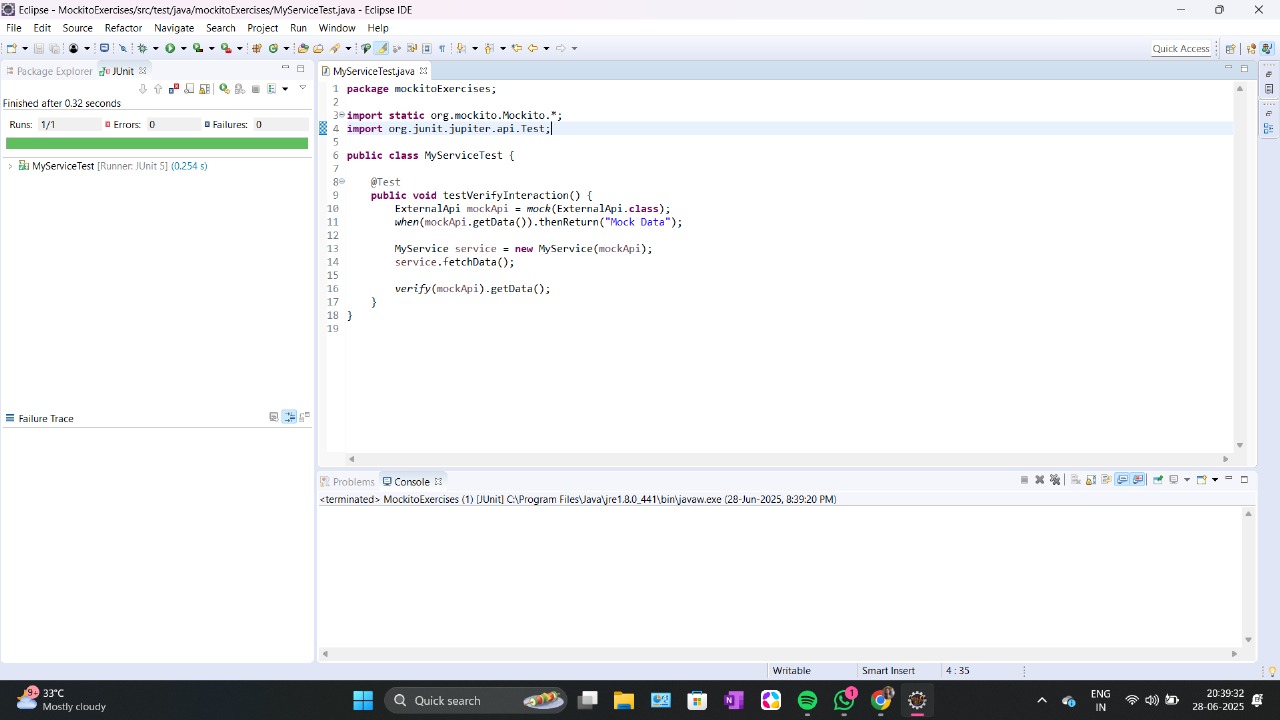 Eclipse - MockitoExercises/src/test/java/mockitoExercises/MyServiceTest.java - Eclipse IDE
File Edit Source Refactor Navigate Search Project Run Window Help
Quick Access
Package Explorer JUnit
Finished after 0.32 seconds
Runs: 1/1 Errors: 0 Failures: 0
MyServiceTest [Runner: JUnit 5] (0.254 s)
Failure Trace
MyServiceTest.java
1 package mockitoExercises;
2
3 import static org.mockito.Mockito.*;
4 import org.junit.jupiter.api.Test;
5
6 public class MyServiceTest {
7
8 @Test
9 public void testVerifyInteraction() {
10 ExternalApi mockApi = mock(ExternalApi.class);
11 when(mockApi.getData()).thenReturn("Mock Data");
12
13 MyService service = new MyService(mockApi);
14 service.fetchData();
15
16 verify(mockApi).getData();
17 }
18 }
19
Problems Console
<terminated> MockitoExercises (1) [JUnit] C:\Program Files\Java\jre1.8.0_441\bin\javaw.exe (28-Jun-2025, 8:39:20 PM)
Writable Smart Insert 4 : 35
9+ 33°C
Mostly cloudy
Quick search
1
ENG
IN
20:39:32
28-06-2025